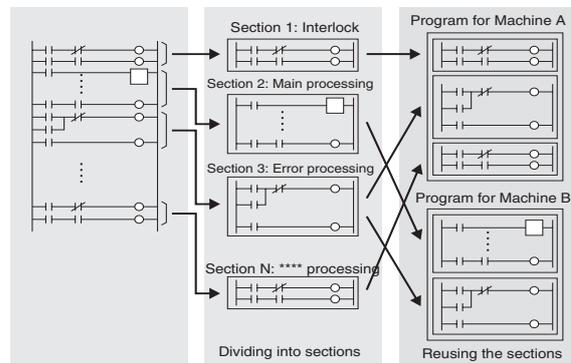 Section 1: Interlock
Section 2: Main processing
Section 3: Error processing
Section N: **** processing
Dividing into sections
Program for Machine A
Program for Machine B
Reusing the sections